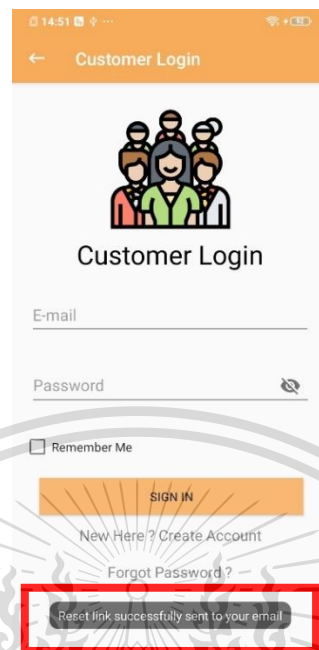 14:51
Customer Login
Customer Login
E-mail
Password
Remember Me
SIGN IN
New Here ? Create Account
Forgot Password ?
Reset link successfully sent to your email